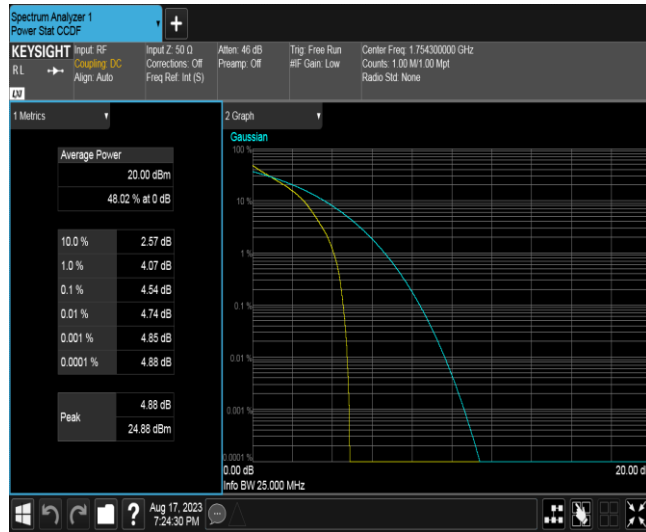 Spectrum Analyzer 1
Power Stat CCDF
+
KEYSIGHT
RL
LXI
Input: RF
Coupling: DC
Align: Auto
Input Z: 50 Ω
Corrections: Off
Freq Ref: Int (S)
Atten: 46 dB
Preamp: Off
Trig: Free Run
#IF Gain: Low
Center Freq: 1.754300000 GHz
Counts: 1.00 M/1.00 Mpt
Radio Std: None
1 Metrics
Average Power
20.00 dBm
48.02 % at 0 dB
10.0 % 2.57 dB
1.0 % 4.07 dB
0.1 % 4.54 dB
0.01 % 4.74 dB
0.001 % 4.85 dB
0.0001 % 4.88 dB
Peak
4.88 dB
24.88 dBm
2 Graph
Gaussian
100 %
10 %
1 %
0.1 %
0.01 %
0.001 %
0.0001 %
0.00 dB
20.00 d
Info BW 25.000 MHz
?
Aug 17, 2023
7:24:30 PM